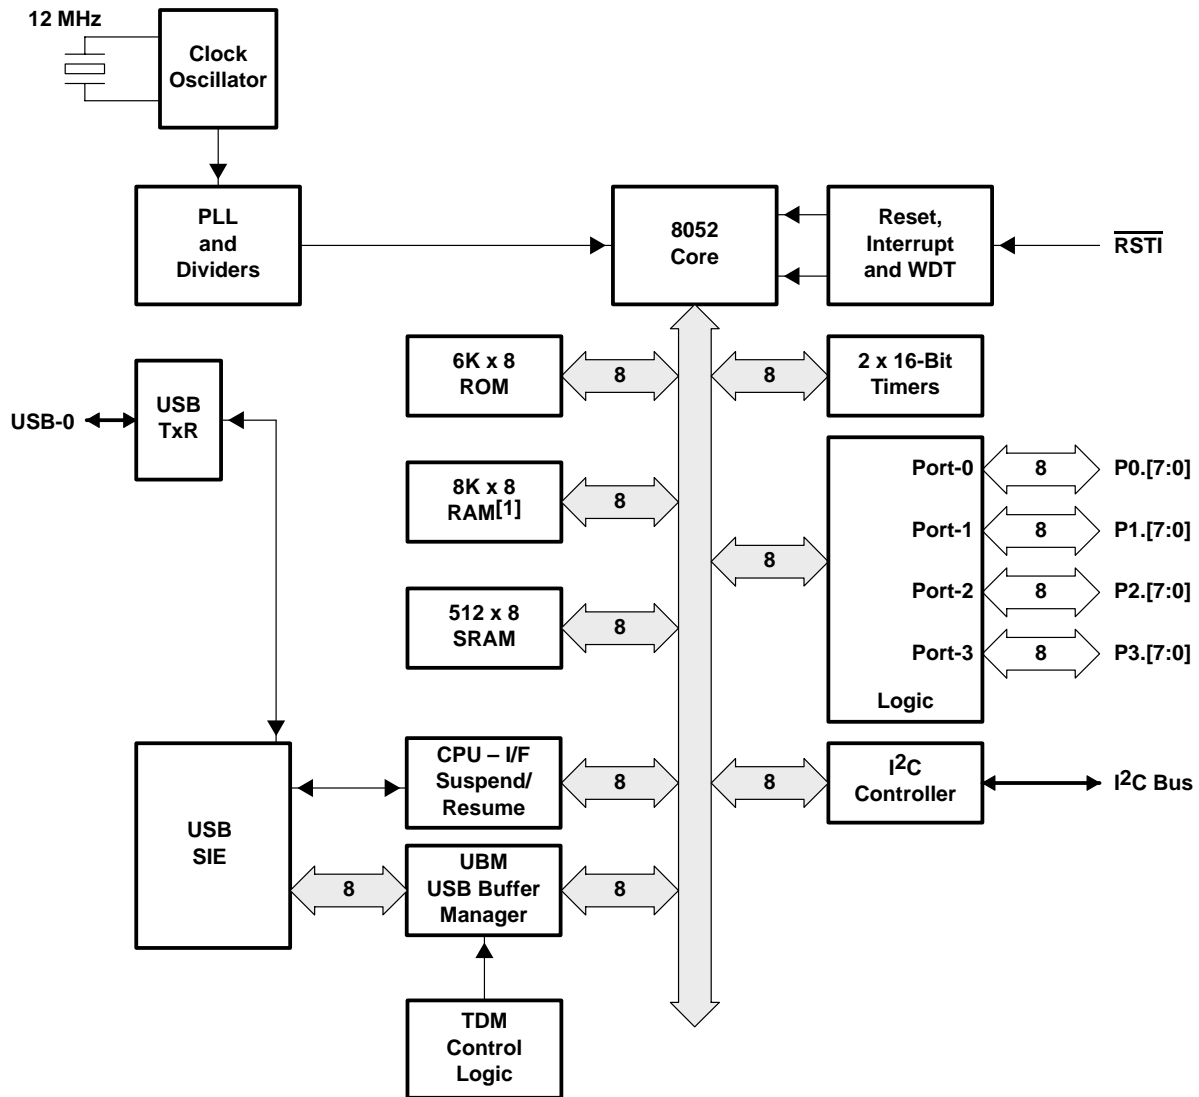 12 MHz
Clock
Oscillator
PLL
and
Dividers
8052
Core
Reset,
Interrupt
and WDT
RSTI
6K x 8
ROM
8
8
2 x 16-Bit
Timers
USB-0
USB
TxR
8K x 8
RAM[1]
8
8
Port-0
8
P0.[7:0]
Port-1
8
P1.[7:0]
Port-2
8
P2.[7:0]
Port-3
8
P3.[7:0]
Logic
512 x 8
SRAM
8
USB
SIE
CPU – I/F
Suspend/
Resume
8
8
I2C
Controller
I2C Bus
8
UBM
USB Buffer
Manager
8
TDM
Control
Logic